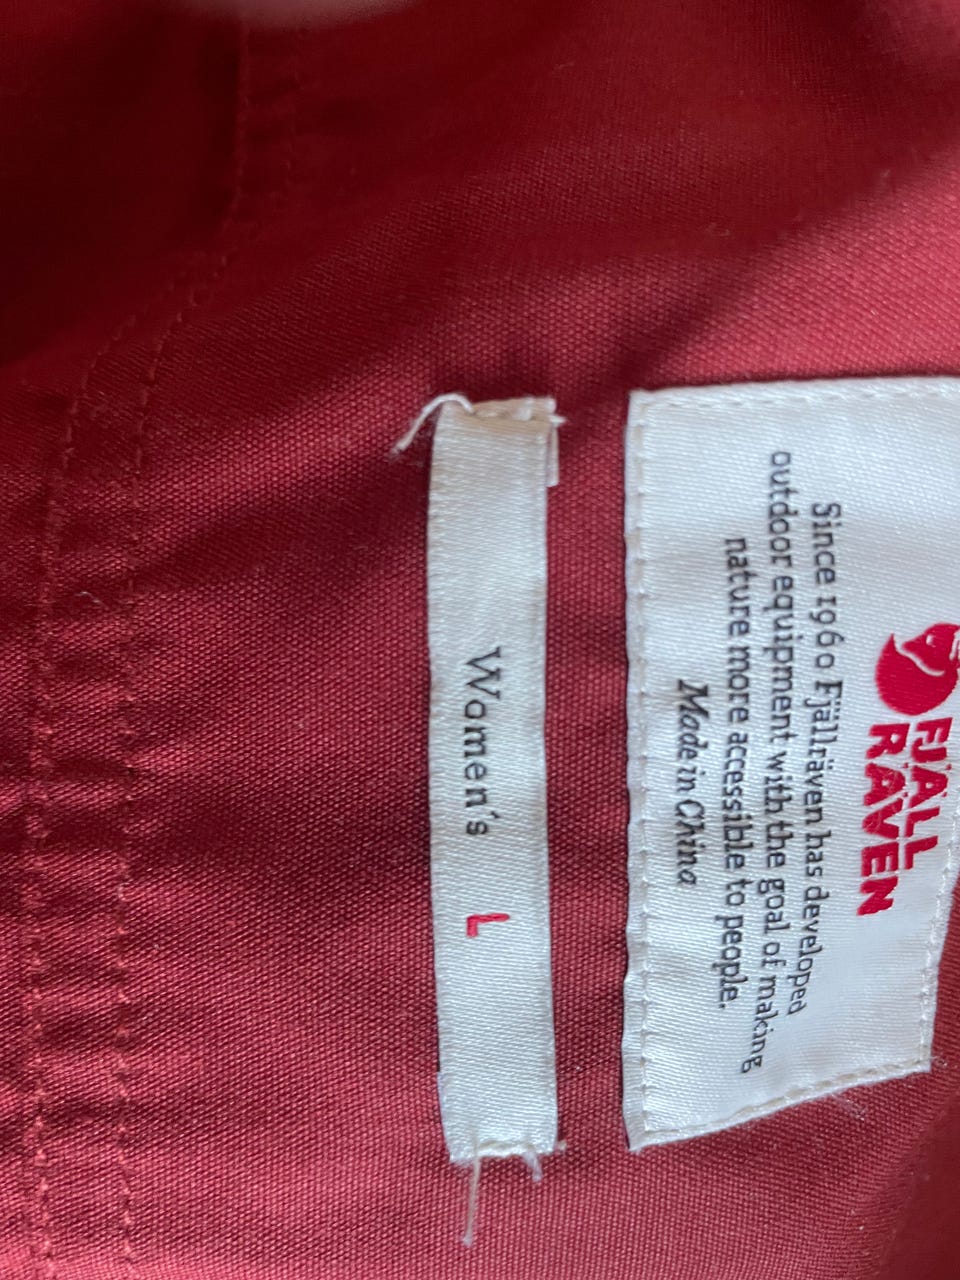 FJÄLL
RÄVEN
Since 1960 Fjällräven has developed
outdoor equipment with the goal of making
nature more accessible to people.
Made in China
Women's L